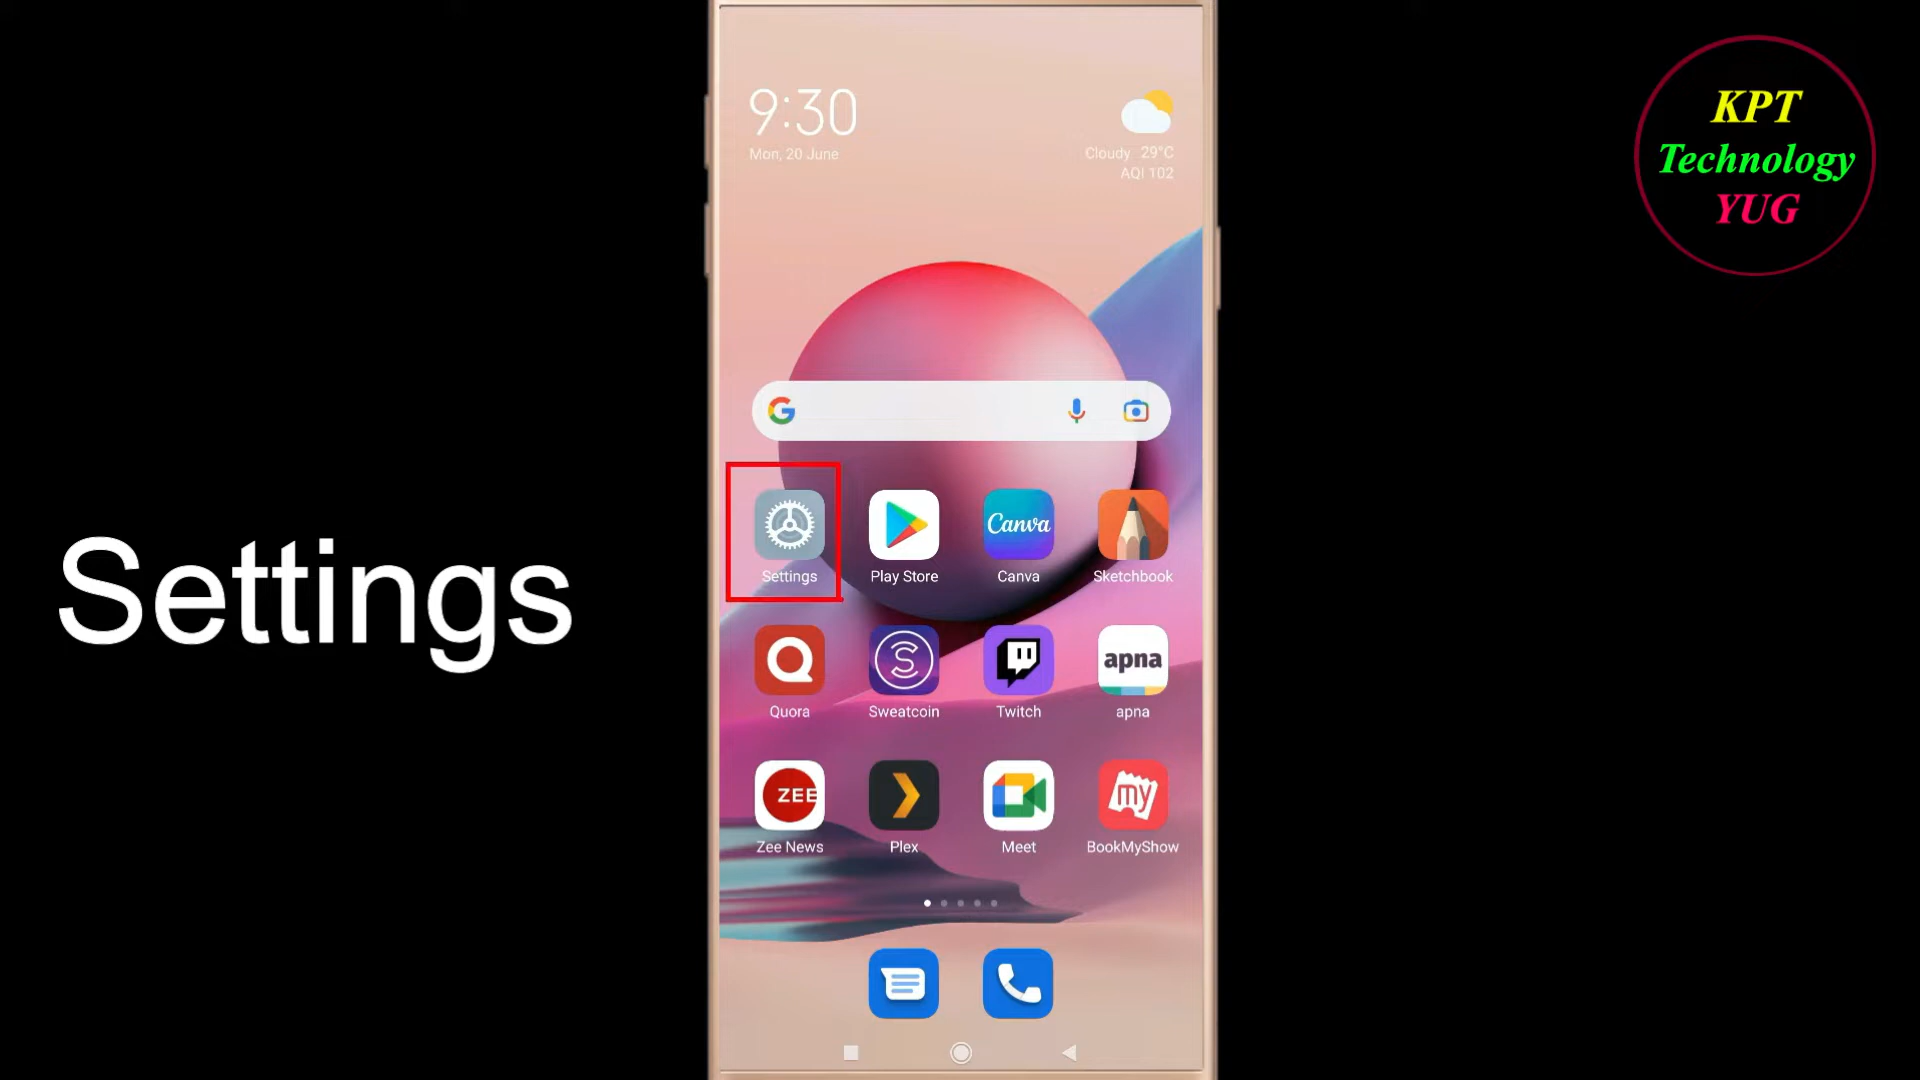 KPT
Technology
YUG
9:30
Mon, 20 June
Cloudy 29°C
AQI 102
Settings
Canva
Settings
Play Store
Canva
Sketchbook
apna
Quora
Sweatcoin
Twitch
apna
ZEE
my
Zee News
Plex
Meet
BookMyShow